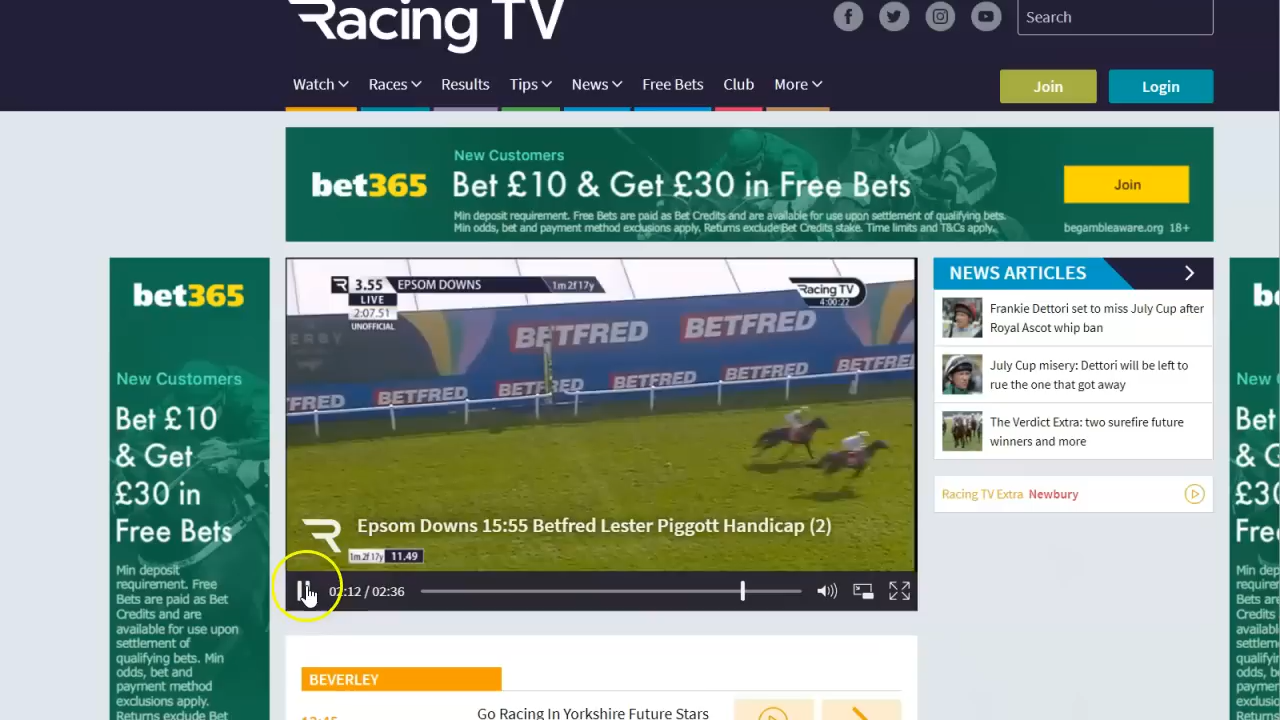 Racing TV
Search
Watch Races Results Tips News Free Bets Club More
Join
Login
New Customers
bet365 Bet £10 & Get £30 in Free Bets
Join
Min deposit requirement. Free Bets are paid as Bet Credits and are available for use upon settlement of qualifying bets.
Min odds, bet and payment method exclusions apply. Returns exclude Bet Credits stake. Time limits and T&Cs apply.
begambleaware.org 18+
bet365
New Customers
Bet £10
& Get
£30 in
Free Bets
Min deposit
requirement. Free
Bets are paid as Bet
Credits and are
available for use upon
settlement of
qualifying bets. Min
odds, bet and
payment method
exclusions apply.
Returns Exclude Bet
3.55 EPSOM DOWNS 1m2f17y
LIVE
2:07.51
UNOFFICIAL
Racing TV
4:00:22
BETFRED BETFRED
FRED BETFRED BETFRED BETFRED BETFRED BETFRE
Epsom Downs 15:55 Betfred Lester Piggott Handicap (2)
1m2f17y 11.49
02:12 / 02:36
NEWS ARTICLES
Frankie Dettori set to miss July Cup after
Royal Ascot whip ban
July Cup misery: Dettori will be left to
rue the one that got away
The Verdict Extra: two surefire future
winners and more
Racing TV Extra Newbury
BEVERLEY
Go Racing In Yorkshire Future Stars
be
New
Bet
& G
£30
Fre